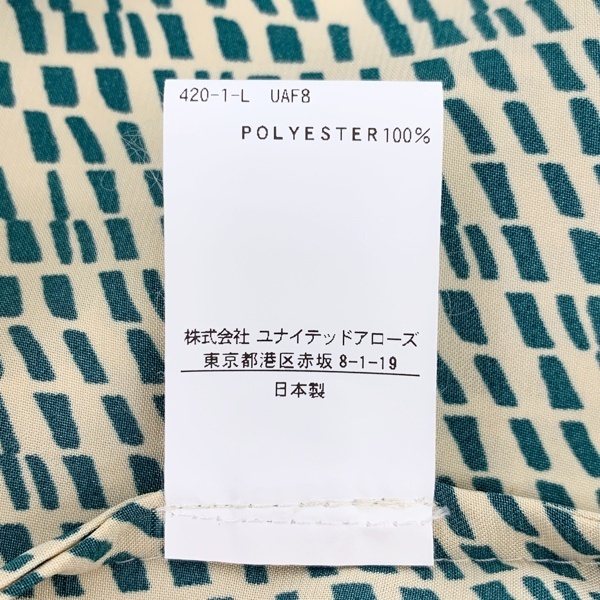 420-1-L UAF8
POLYESTER100%
株式会社 ユナイテッドアローズ
東京都港区赤坂 8-1-19
日本製